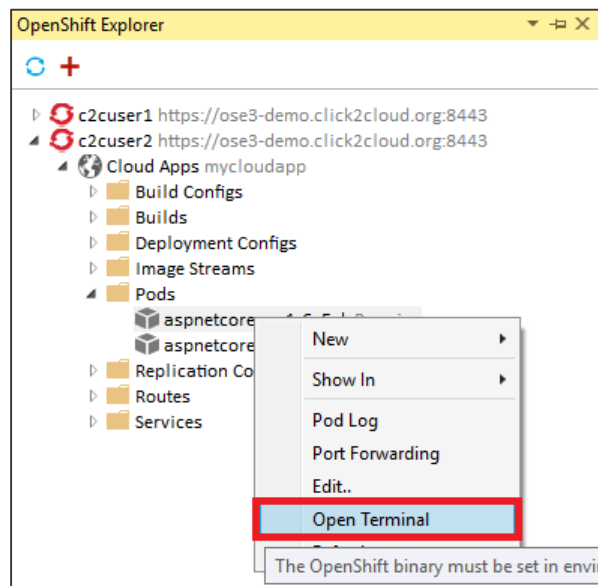 OpenShift Explorer
c2cuser1 https://ose3-demo.click2cloud.org:8443
c2cuser2 https://ose3-demo.click2cloud.org:8443
Cloud Apps mycloudapp
Build Configs
Builds
Deployment Configs
Image Streams
Pods
aspnetcore
aspnetcore
Replication Co
Routes
Services
New
Show In
Pod Log
Port Forwarding
Edit..
Open Terminal
The OpenShift binary must be set in envi